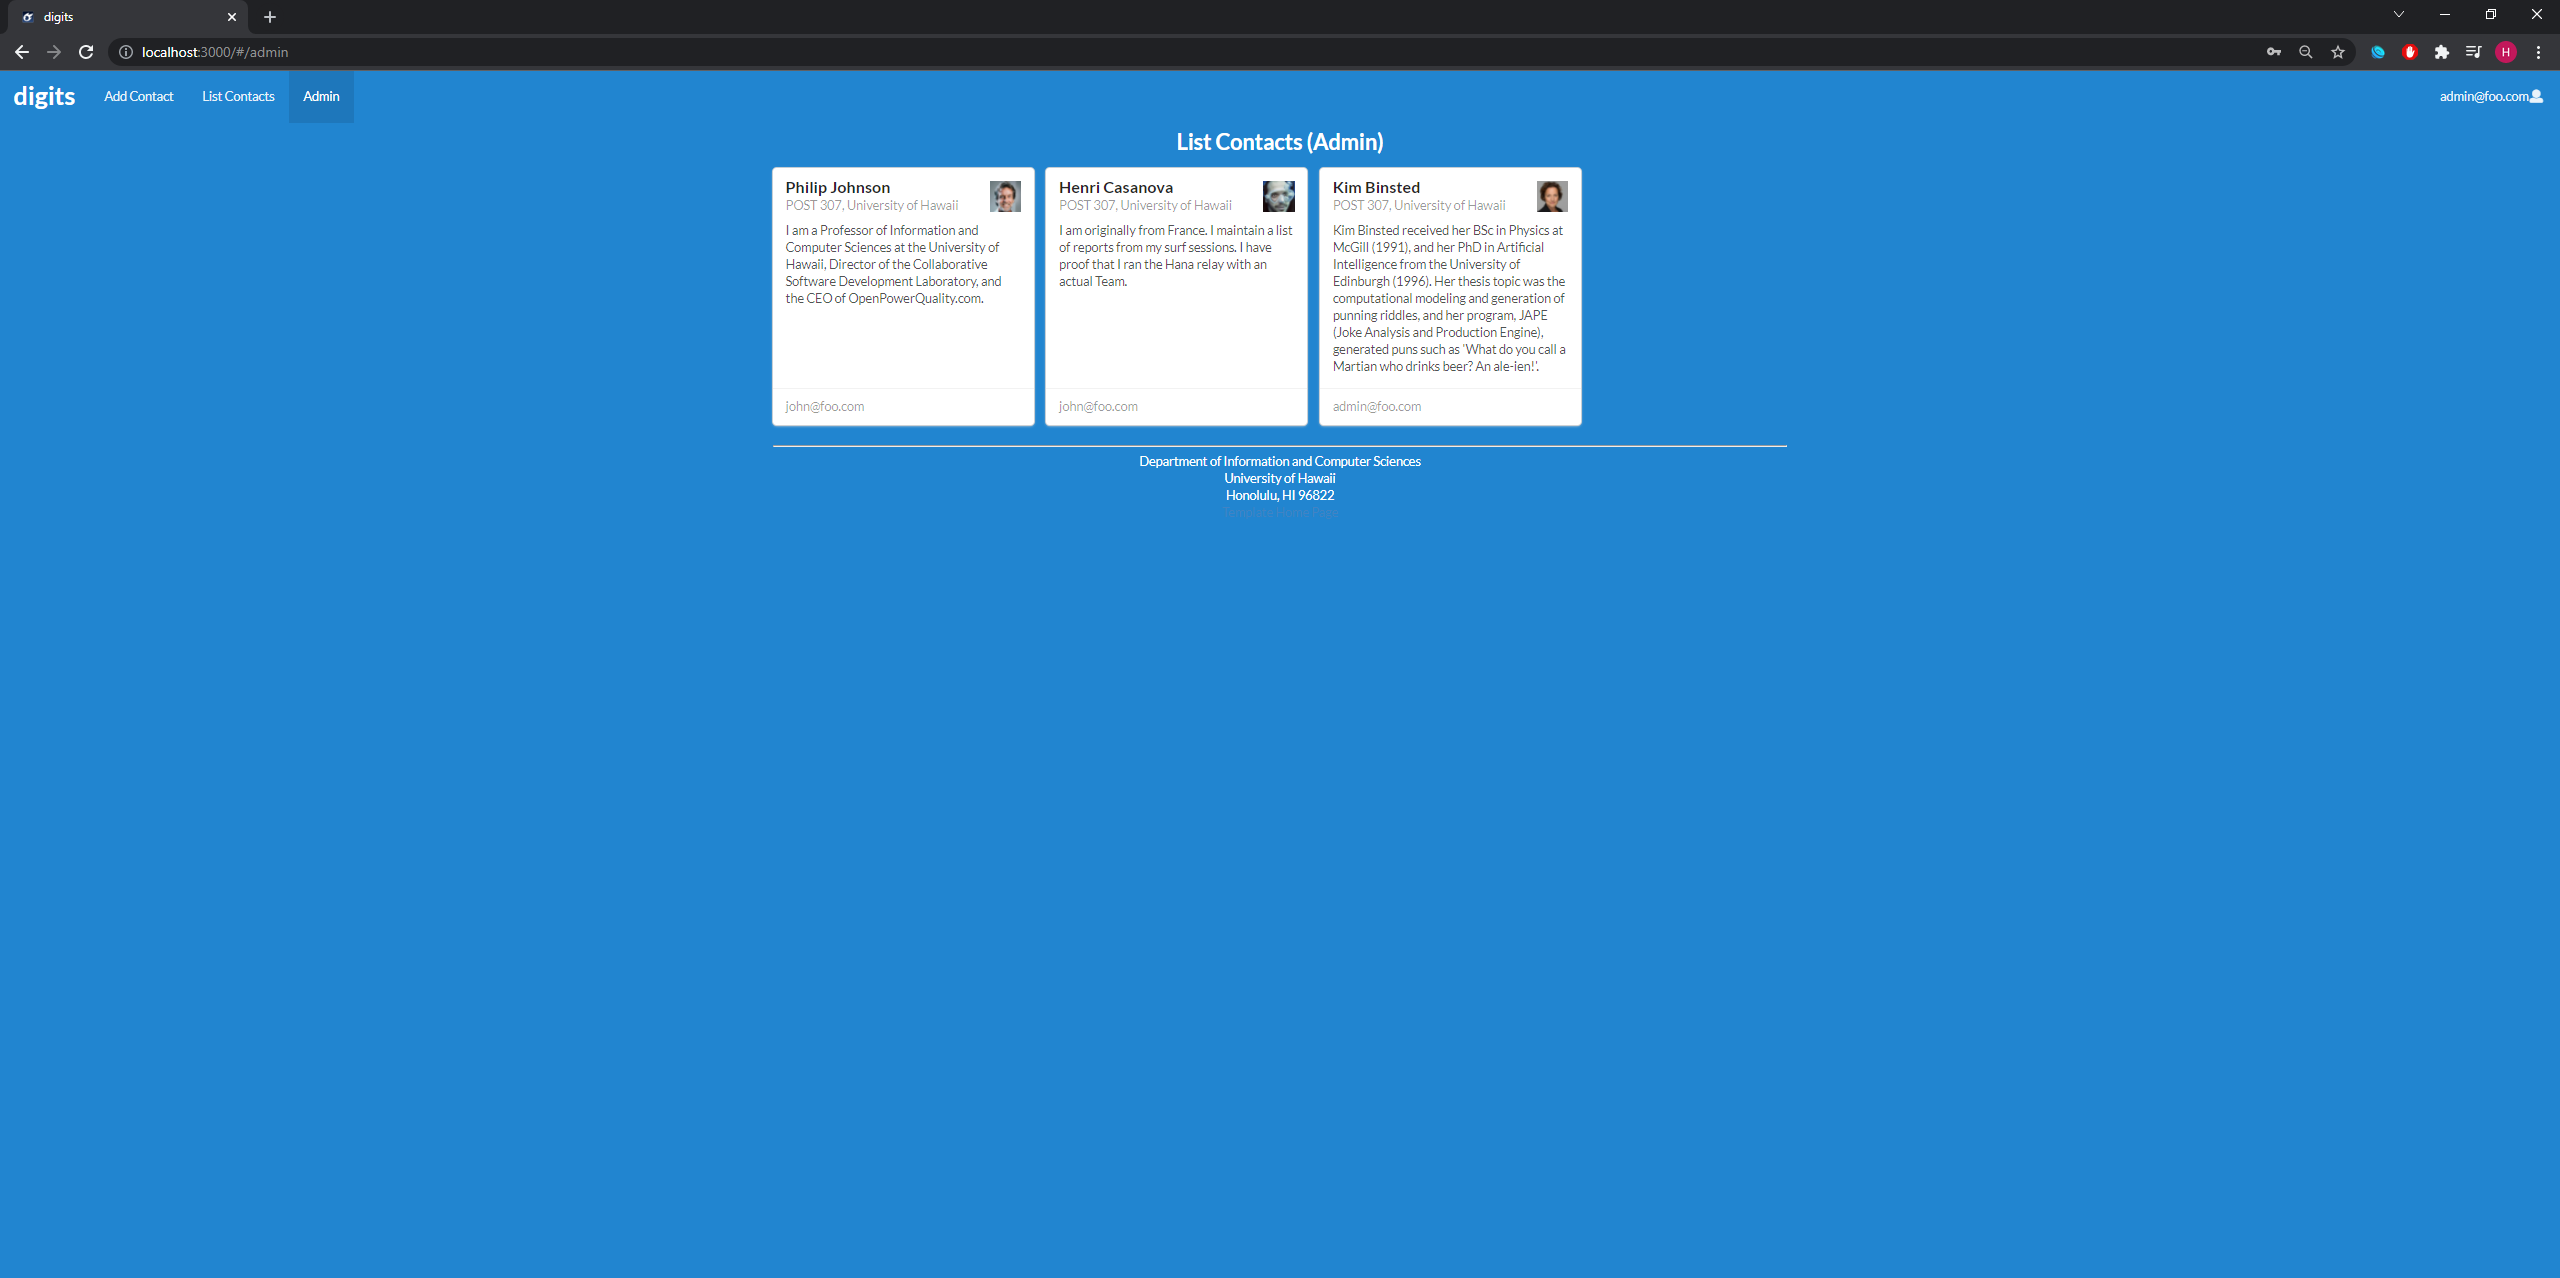 digits
localhost:3000/#/admin
H
digits
Add Contact
List Contacts
Admin
admin@foo.com
List Contacts (Admin)
Philip Johnson
POST 307, University of Hawaii
I am a Professor of Information and
Computer Sciences at the University of
Hawaii, Director of the Collaborative
Software Development Laboratory, and
the CEO of OpenPowerQuality.com.
john@foo.com
Henri Casanova
POST 307, University of Hawaii
I am originally from France. I maintain a list
of reports from my surf sessions. I have
proof that I ran the Hana relay with an
actual Team.
john@foo.com
Kim Binsted
POST 307, University of Hawaii
Kim Binsted received her BSc in Physics at
McGill (1991), and her PhD in Artificial
Intelligence from the University of
Edinburgh (1996). Her thesis topic was the
computational modeling and generation of
punning riddles, and her program, JAPE
(Joke Analysis and Production Engine),
generated puns such as 'What do you call a
Martian who drinks beer? An ale-ien!'.
admin@foo.com
Department of Information and Computer Sciences
University of Hawaii
Honolulu, HI 96822
Template Home Page